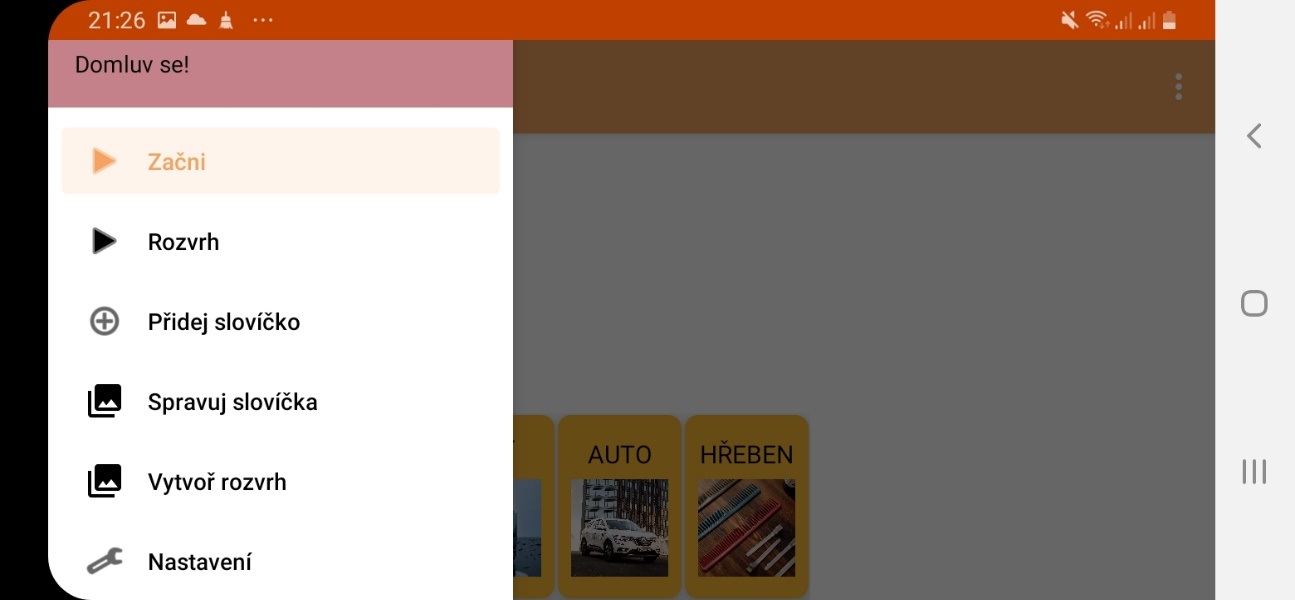 21:26
Domluv se!
Začni
Rozvrh
Přidej slovíčko
Spravuj slovíčka
Vytvoř rozvrh
Nastavení
AUTO
HŘEBEN